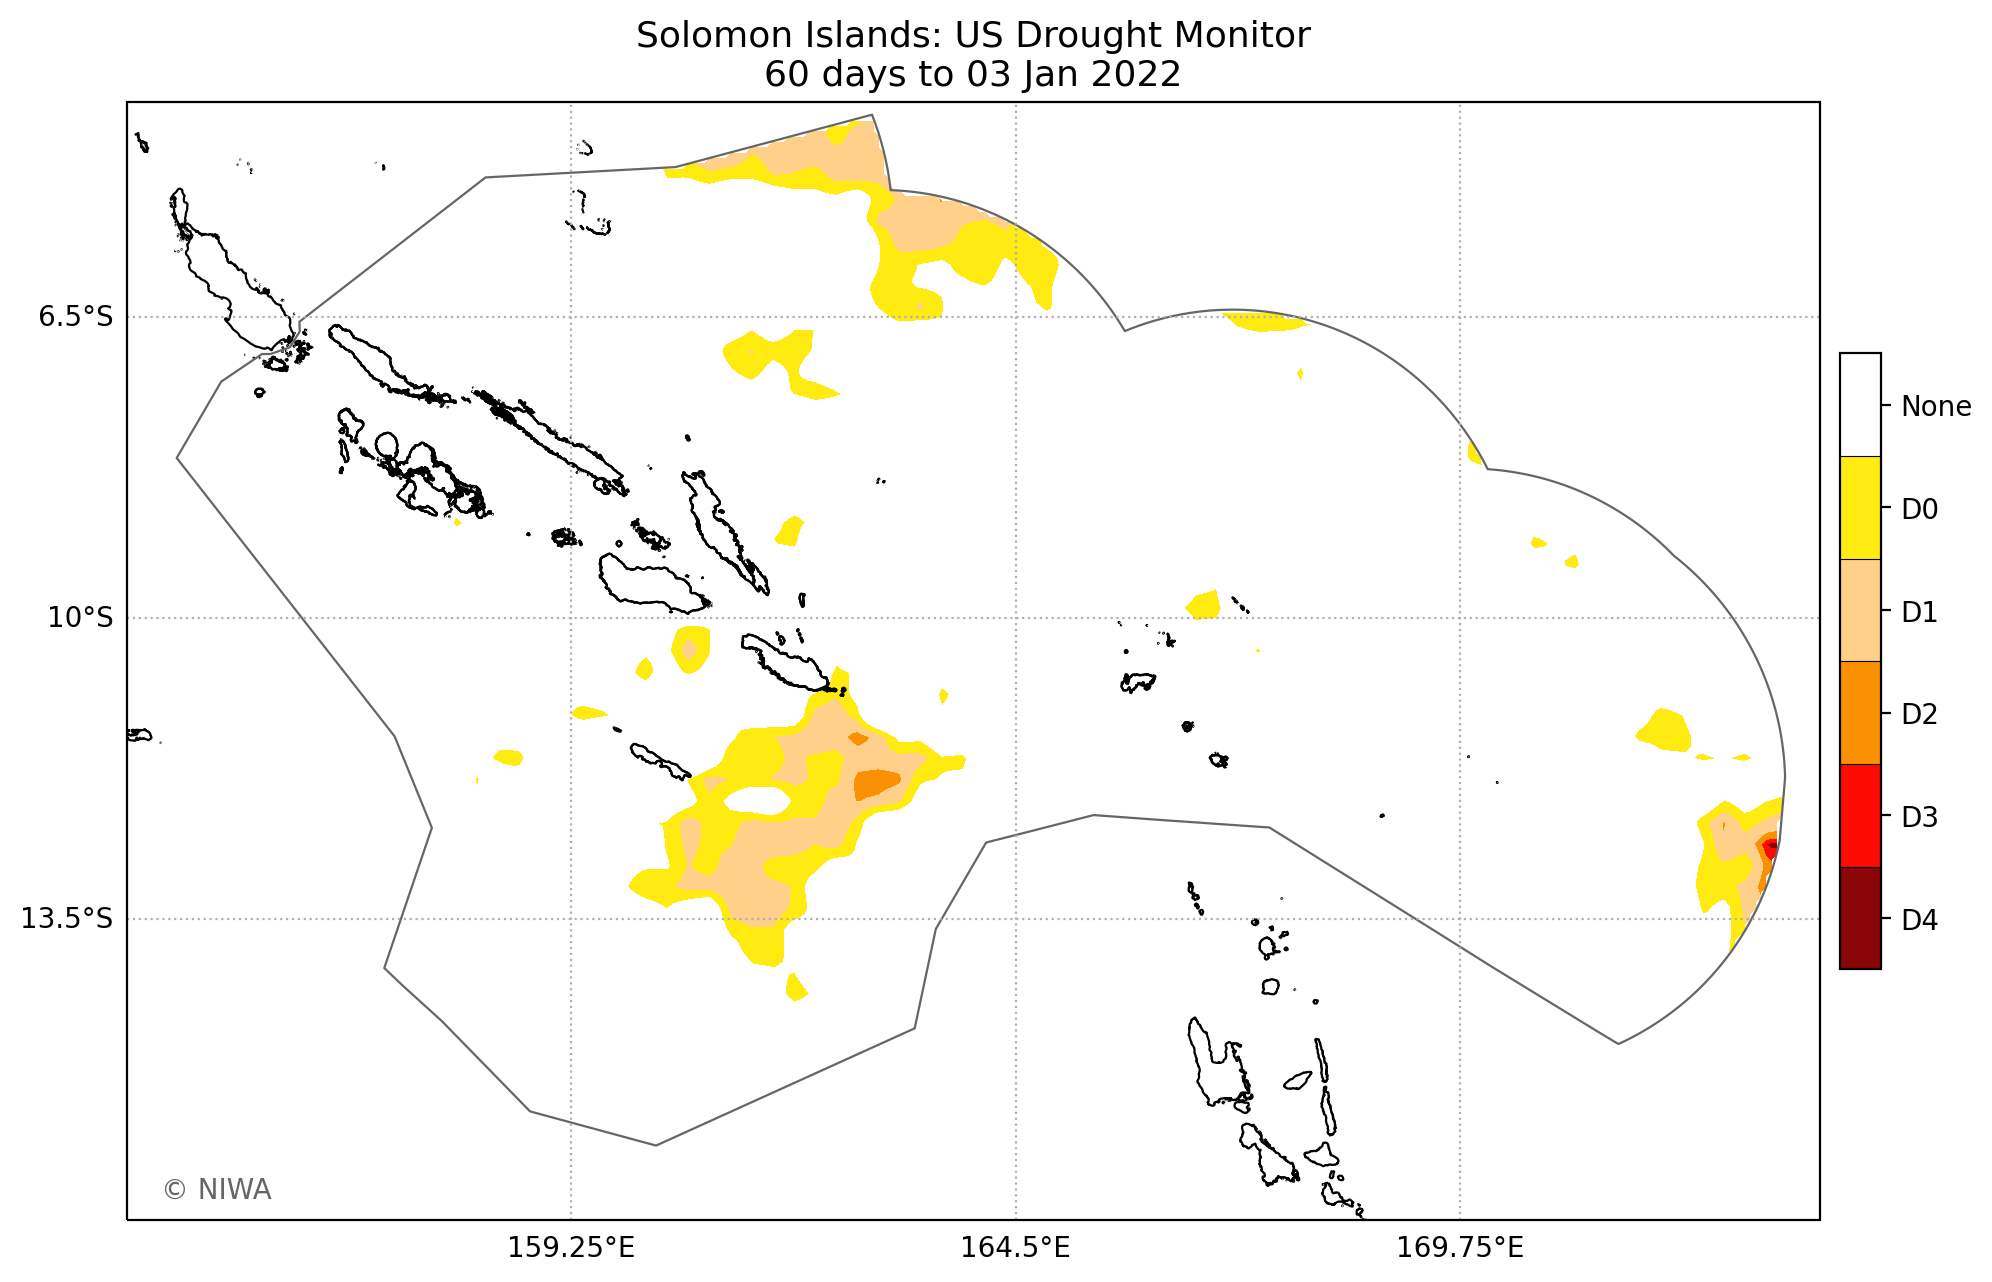 Solomon Islands: US Drought Monitor
60 days to 03 Jan 2022
6.5°S
10°S
13.5°S
159.25°E
164.5°E
169.75°E
None
D0
D1
D2
D3
D4
© NIWA